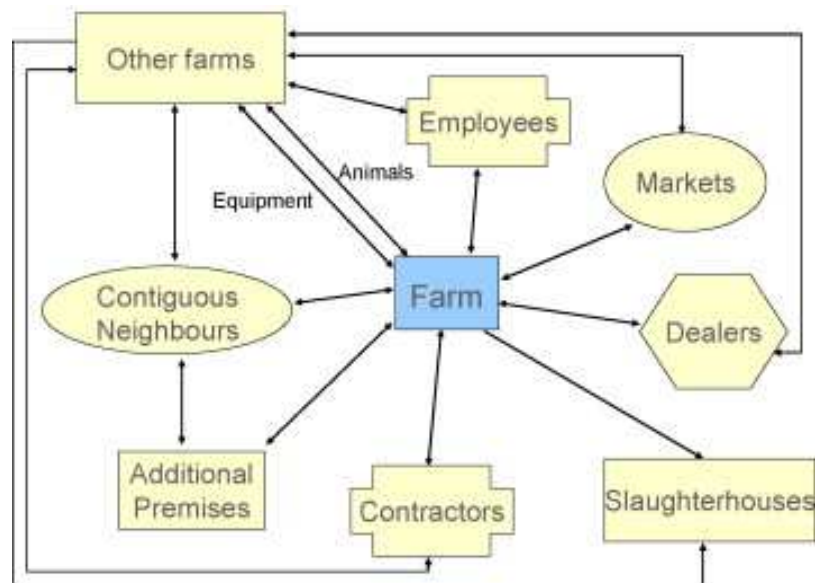 Other farms
Employees
Animals
Markets
Equipment
Contiguous
Neighbours
Farm
Dealers
Additional
Premises
Contractors
Slaughterhouses